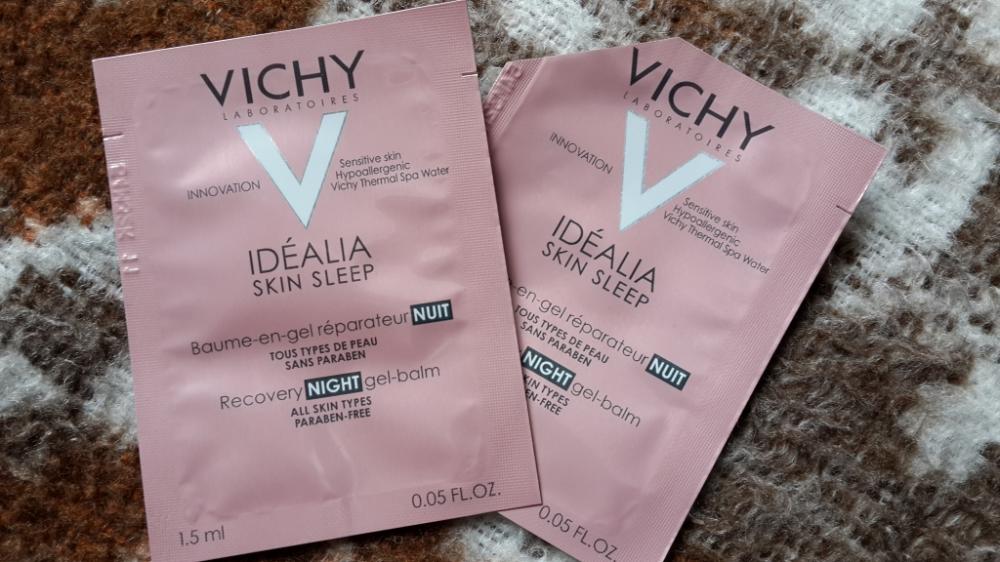 VICHY
LABORATOIRES
INNOVATION
Sensitive skin
Hypoallergenic
Vichy Thermal Spa Water
IDÉALIA
SKIN SLEEP
Baume-en-gel réparateur NUIT
TOUS TYPES DE PEAU
SANS PARABEN
Recovery NIGHT gel-balm
ALL SKIN TYPES
PARABEN-FREE
1.5 ml
0.05 FL.OZ.
VICHY
LABORATOIRES
INNOVATION
Sensitive skin
Hypoallergenic
Vichy Thermal Spa Water
IDÉALIA
SKIN SLEEP
-en-gel réparateur NUIT
TOUS TYPES DE PEAU
SANS PARABEN
NIGHT gel-balm
KIN TYPES
EN-FREE
0.05 FL.OZ.